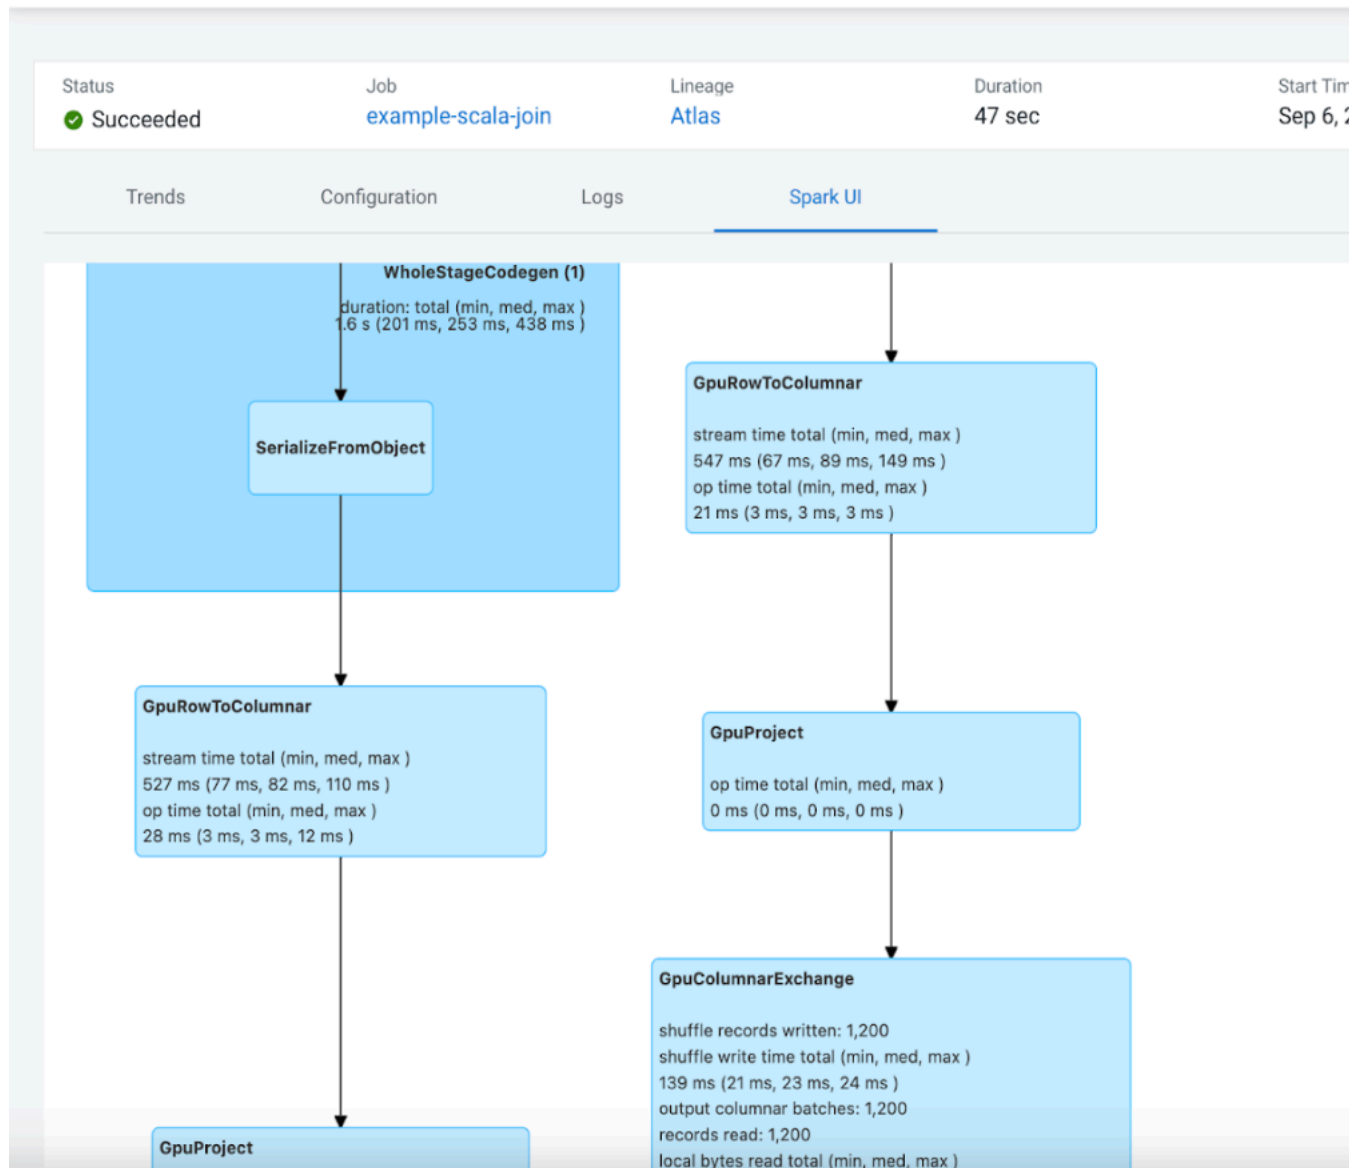 Status
Succeeded
Job
example-scala-join
Lineage
Atlas
Duration
47 sec
Start Tim
Sep 6, 2
Trends
Configuration
Logs
Spark UI
WholeStageCodegen (1)
duration: total (min, med, max )
1.6 s (201 ms, 253 ms, 438 ms )
SerializeFromObject
GpuRowToColumnar
stream time total (min, med, max )
527 ms (77 ms, 82 ms, 110 ms )
op time total (min, med, max )
28 ms (3 ms, 3 ms, 12 ms )
GpuProject
GpuRowToColumnar
stream time total (min, med, max )
547 ms (67 ms, 89 ms, 149 ms )
op time total (min, med, max )
21 ms (3 ms, 3 ms, 3 ms )
GpuProject
op time total (min, med, max )
0 ms (0 ms, 0 ms, 0 ms )
GpuColumnarExchange
shuffle records written: 1,200
shuffle write time total (min, med, max )
139 ms (21 ms, 23 ms, 24 ms )
output columnar batches: 1,200
records read: 1,200
local bytes read total (min, med, max )